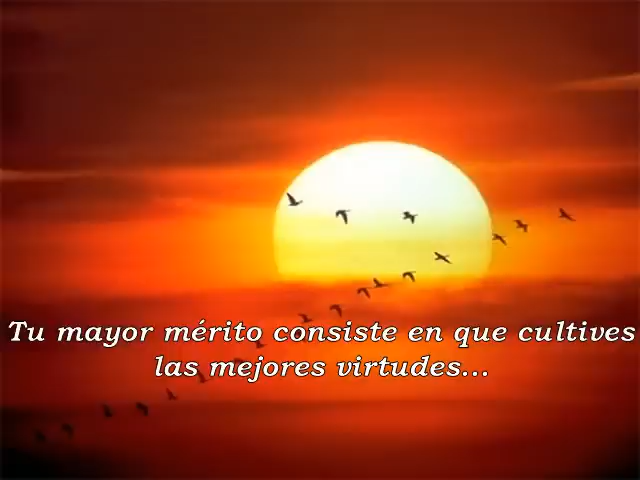 Tu mayor mérito consiste en que cultives
las mejores virtudes...